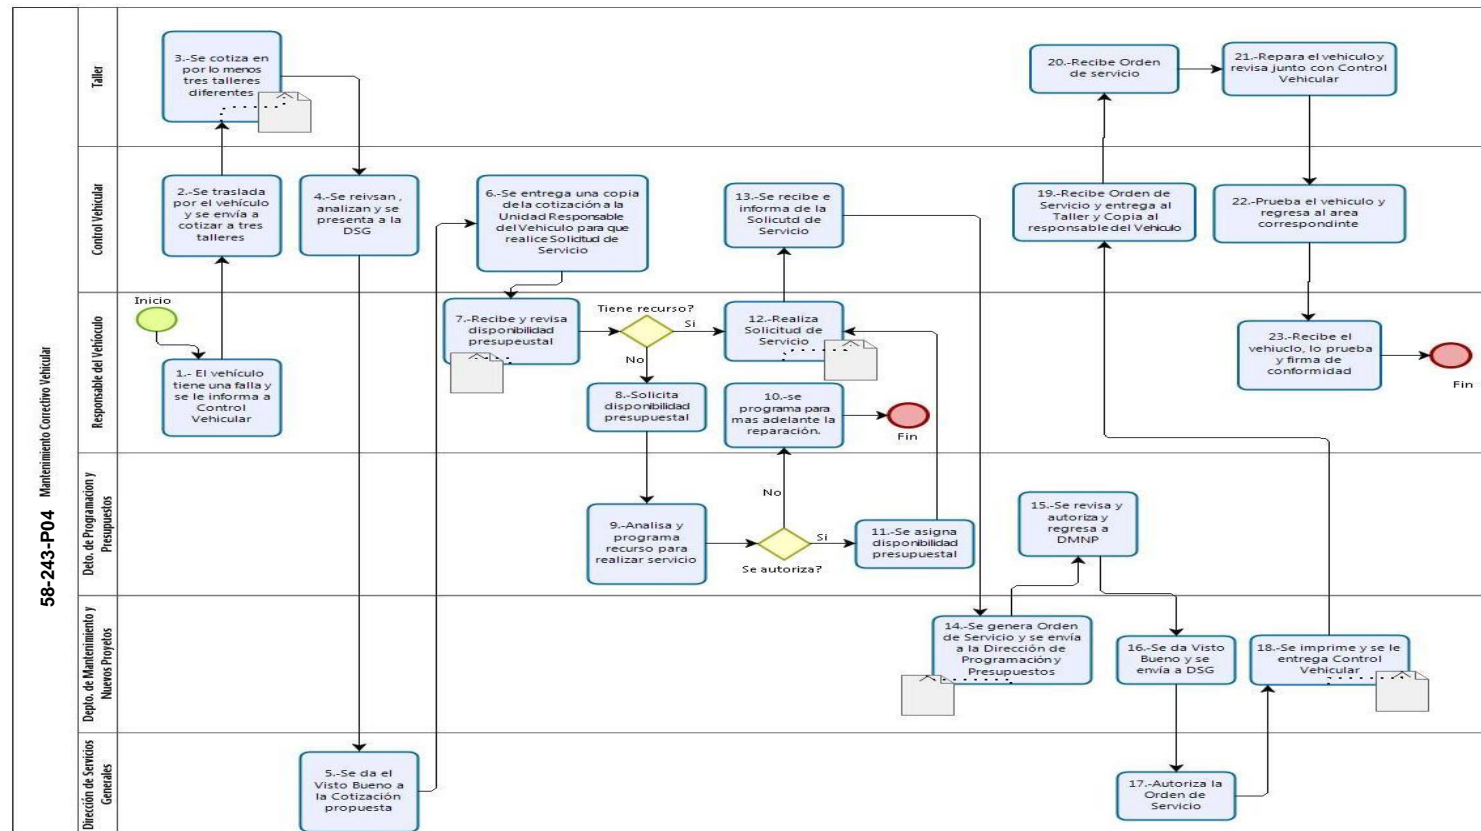 58-243-P04 Mantenimiento Correctivo Vehicular
Taller
3.-Se cotiza en
por lo menos
tres talleres
diferentes
20.-Recibe Orden
de servicio
21.-Repara el vehiculo y
revisa junto con Control
Vehicular
Control Vehicular
2.-Se traslada
por el vehículo
y se envía a
cotizar a tres
talleres
4.-Se reivsan ,
analizan y se
presenta a la
DSG
6.-Se entrega una copia
de la cotización a la
Unidad Responsable
del Vehiculo para que
realice Solicitud de
Servicio
13.-Se recibe e
informa de la
Solicutd de
Servicio
19.-Recibe Orden de
Servicio y entrega al
Taller y Copia al
responsable del Vehiculo
22.-Prueba el vehiculo y
regresa al area
correspondinte
Responsable del Vehículo
Inicio
1.- El vehículo
tiene una falla y
se le informa a
Control
Vehicular
7.-Recibe y revisa
disponibilidad
presupeustal
Tiene recurso?
Si
No
12.-Realiza
Solicitud de
Servicio
8.-Solicita
disponibilidad
presupuestal
10.-se
programa para
mas adelante la
reparación.
Fin
23.-Recibe el
vehiuclo, lo prueba
y firma de
conformidad
Fin
Deto. de Programacion y
Presupuestos
9.-Analisa y
programa
recurso para
realizar servicio
No
Si
Se autoriza?
11.-Se asigna
disponibilidad
presupuestal
15.-Se revisa y
autoriza y
regresa a
DMNP
Depto. de Mantenimiento y
Nuevos Proyetos
14.-Se genera Orden
de Servicio y se envía
a la Dirección de
Programación y
Presupuestos
16.-Se da Visto
Bueno y se
envía a DSG
18.-Se imprime y se le
entrega Control
Vehicular
Dirección de Servicios
Generales
5.-Se da el
Visto Bueno a
la Cotización
propuesta
17.-Autoriza la
Orden de
Servicio